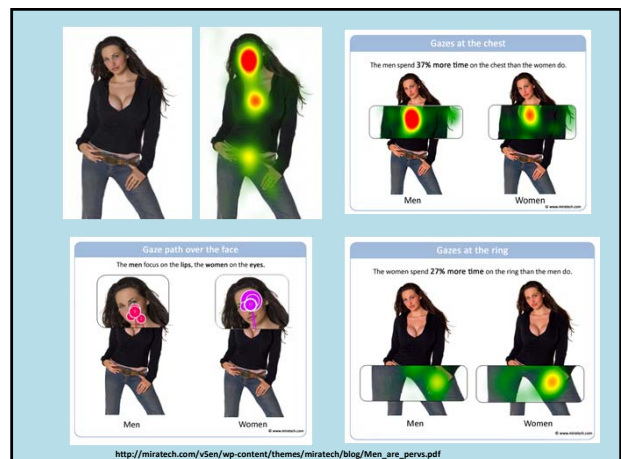 Gazes at the chest
The men spend 37% more time on the chest than the women do.
Men
Women
© www.miratech.com
Gaze path over the face
The men focus on the lips, the women on the eyes.
Men
Women
© www.miratech.com
Gazes at the ring
The women spend 27% more time on the ring than the men do.
Men
Women
© www.miratech.com
http://miratech.com/v5en/wp-content/themes/miratech/blog/Men_are_pervs.pdf